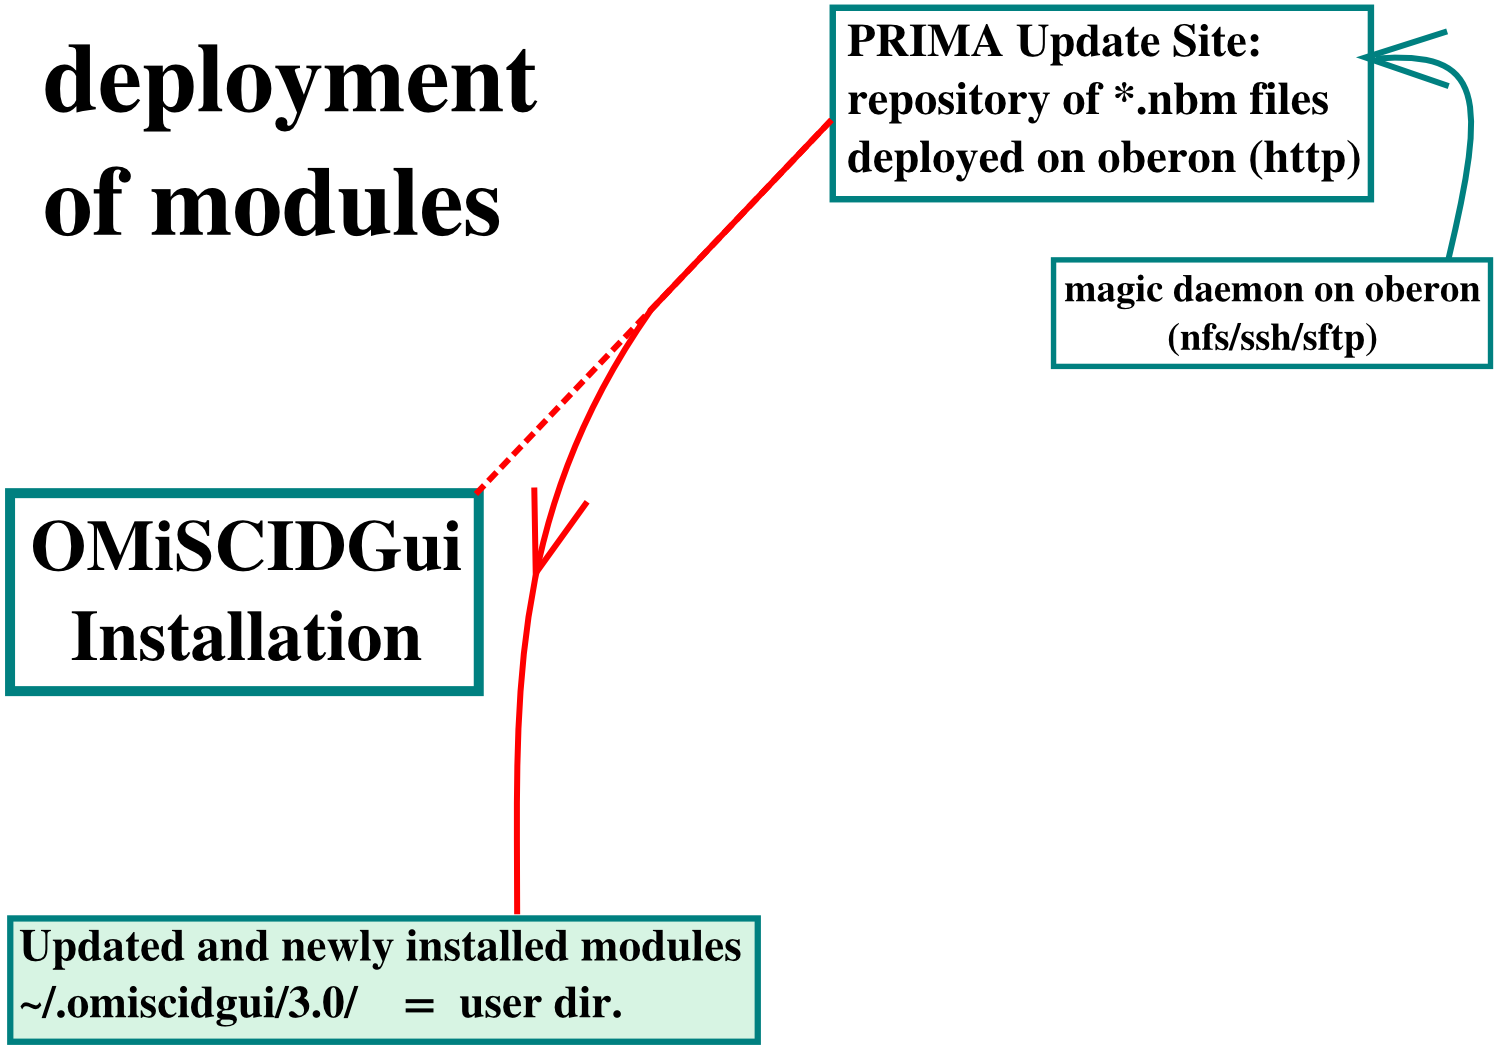 deployment
of modules
PRIMA Update Site:
repository of *.nbm files
deployed on oberon (http)
magic daemon on oberon
(nfs/ssh/sftp)
OMiSCIDGui
Installation
Updated and newly installed modules
~/.omiscidgui/3.0/ = user dir.